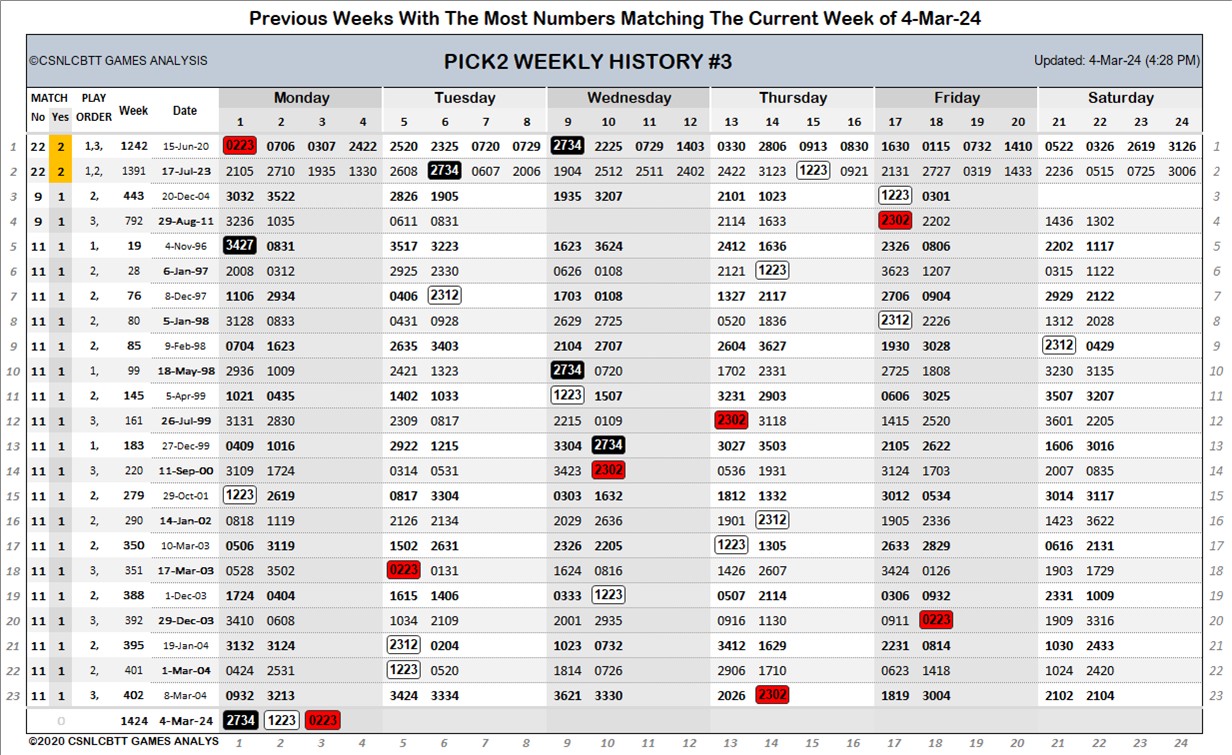 Previous Weeks With The Most Numbers Matching The Current Week of 4-Mar-24
©CSNLCBTT GAMES ANALYSIS PICK2 WEEKLY HISTORY #3 Updated: 4-Mar-24 (4:28 PM)
MATCH PLAY Week Date Monday Tuesday Wednesday Thursday Friday Saturday
No Yes ORDER 1 2 3 4 5 6 7 8 9 10 11 12 13 14 15 16 17 18 19 20 21 22 23 24
1 22 2 1,3, 1242 15-Jun-20 0223 0706 0307 2422 2520 2325 0720 0729 2734 2225 0729 1403 0330 2806 0913 0830 1630 0115 0732 1410 0522 0326 2619 3126 1
2 22 2 1,2, 1391 17-Jul-23 2105 2710 1935 1330 2608 2734 0607 2006 1904 2512 2511 2402 2422 3123 1223 0921 2131 2727 0319 1433 2236 0515 0725 3006 2
3 9 1 2, 443 20-Dec-04 3032 3522 2826 1905 1935 3207 2101 1023 1223 0301 3
4 9 1 3, 792 29-Aug-11 3236 1035 0611 0831 2114 1633 2302 2202 1436 1302 4
5 11 1 1, 19 4-Nov-96 3427 0831 3517 3223 1623 3624 2412 1636 2326 0806 2202 1117 5
6 11 1 2, 28 6-Jan-97 2008 0312 2925 2330 0626 0108 2121 1223 3623 1207 0315 1122 6
7 11 1 2, 76 8-Dec-97 1106 2934 0406 2312 1703 0108 1327 2117 2706 0904 2929 2122 7
8 11 1 2, 80 5-Jan-98 3128 0833 0431 0928 2629 2725 0520 1836 2312 2226 1312 2028 8
9 11 1 2, 85 9-Feb-98 0704 1623 2635 3403 2104 2707 2604 3627 1930 3028 2312 0429 9
10 11 1 1, 99 18-May-98 2936 1009 2421 1323 2734 0720 1702 2331 2725 1808 3230 3135 10
11 11 1 2, 145 5-Apr-99 1021 0435 1402 1033 1223 1507 3231 2903 0606 3025 3507 3207 11
12 11 1 3, 161 26-Jul-99 3131 2830 2309 0817 2215 0109 2302 3118 1415 2520 3601 2205 12
13 11 1 1, 183 27-Dec-99 0409 1016 2922 1215 3304 2734 3027 3503 2105 2622 1606 3016 13
14 11 1 3, 220 11-Sep-00 3109 1724 0314 0531 3423 2302 0536 1931 3124 1703 2007 0835 14
15 11 1 2, 279 29-Oct-01 1223 2619 0817 3304 0303 1632 1812 1332 3012 0534 3014 3117 15
16 11 1 2, 290 14-Jan-02 0818 1119 2126 2134 2029 2636 1901 2312 1905 2336 1423 3622 16
17 11 1 2, 350 10-Mar-03 0506 3119 1502 2631 2326 2205 1223 1305 2633 2829 0616 2131 17
18 11 1 3, 351 17-Mar-03 0528 3502 0223 0131 1624 0816 1426 2607 3424 0126 1903 1729 18
19 11 1 2, 388 1-Dec-03 1724 0404 1615 1406 0333 1223 0507 2114 0306 0932 2331 1009 19
20 11 1 3, 392 29-Dec-03 3410 0608 1034 2109 2001 2935 0916 1130 0911 0223 1909 3316 20
21 11 1 2, 395 19-Jan-04 3132 3124 2312 0204 1023 0732 3412 1629 2231 0814 1030 2433 21
22 11 1 2, 401 1-Mar-04 0424 2531 1223 0520 1814 0726 2906 1710 0623 1418 1024 2420 22
23 11 1 3, 402 8-Mar-04 0932 3213 3424 3334 3621 3330 2026 2302 1819 3004 2102 2104 23
0 1424 4-Mar-24 2734 1223 0223
©2020 CSNLCBTT GAMES ANALYS 1 2 3 4 5 6 7 8 9 10 11 12 13 14 15 16 17 18 19 20 21 22 23 24